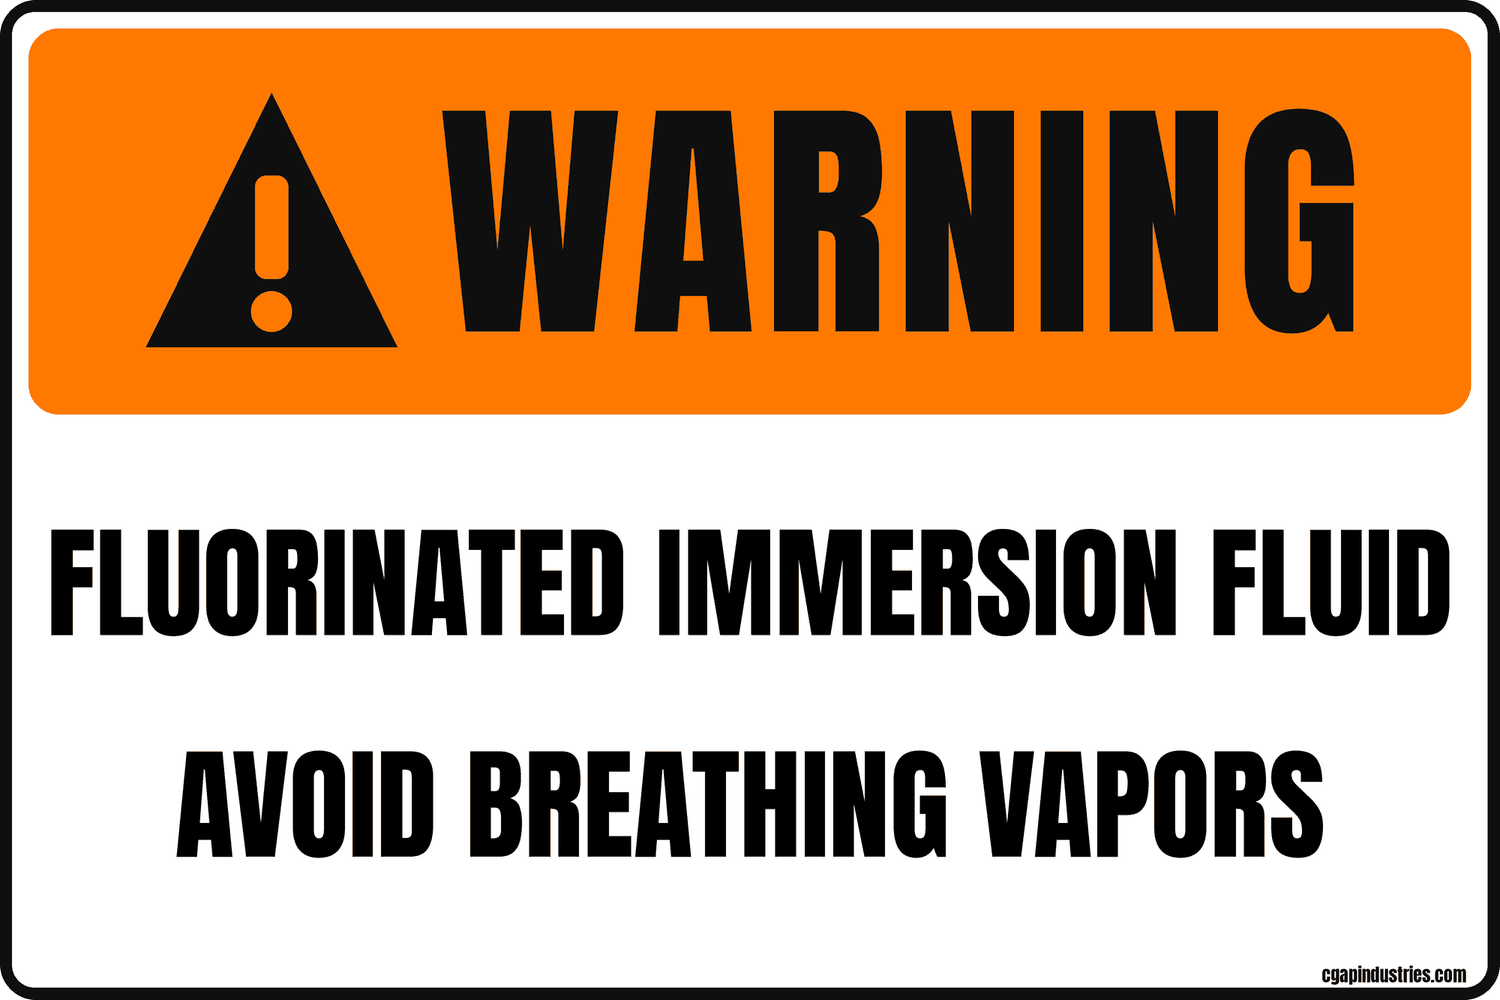 WARNING
FLUORINATED IMMERSION FLUID
AVOID BREATHING VAPORS
cgapindustries.com